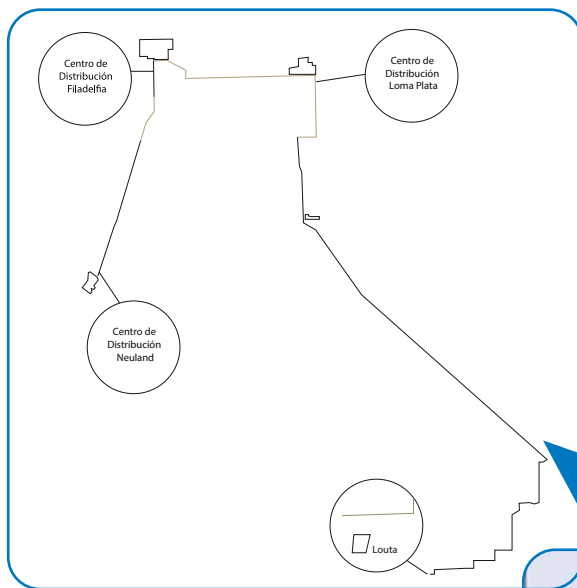 Centro de
Distribución
Filadelfia
Centro de
Distribución
Loma Plata
Centro de
Distribución
Neuland
Louta